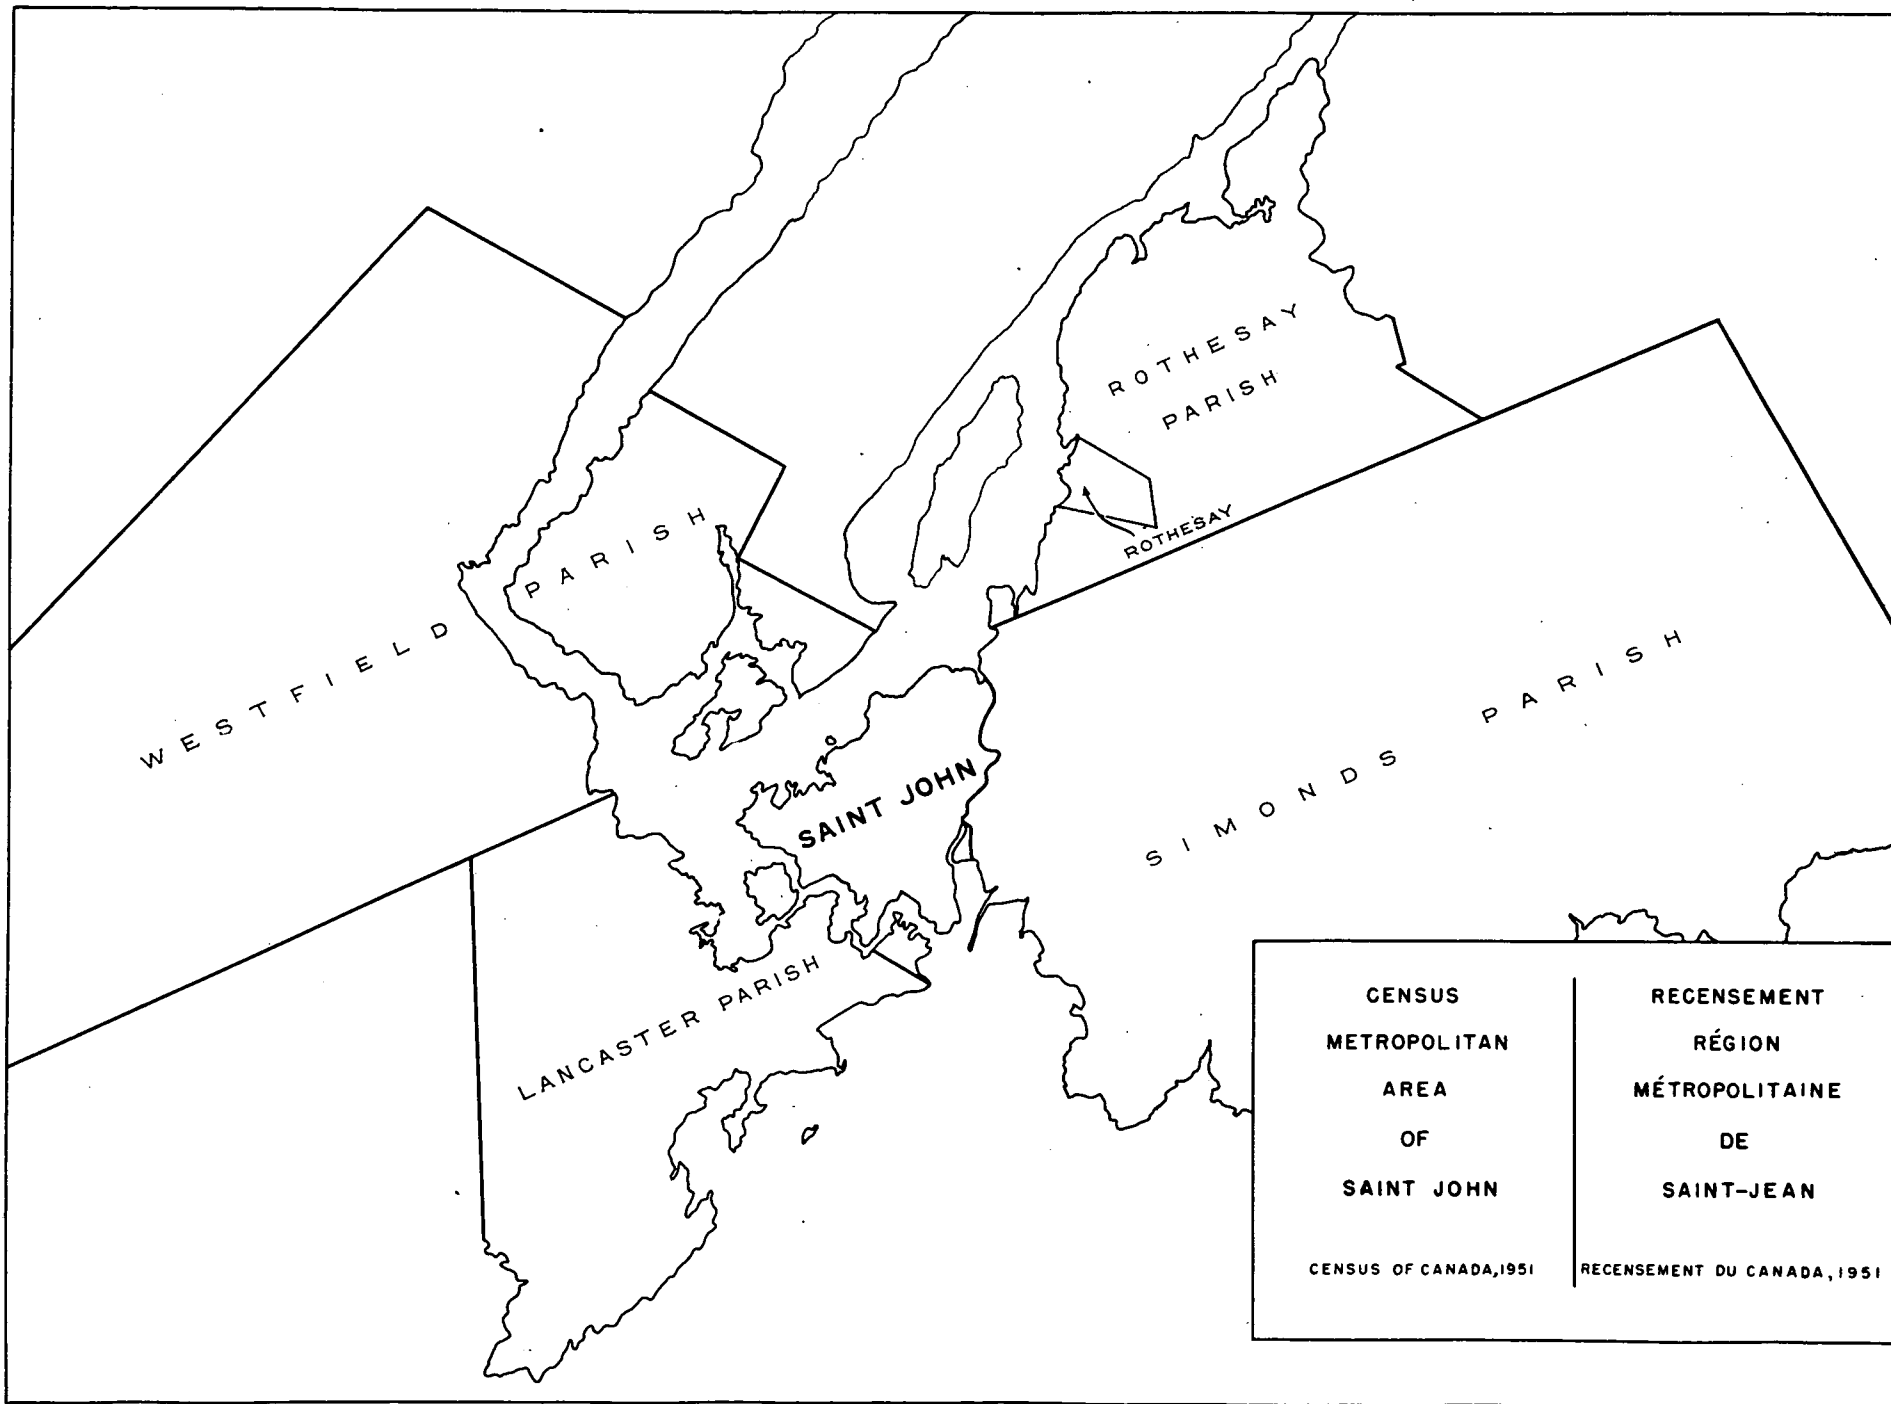 ROTHESAY
PARISH
ROTHESAY
WESTFIELD PARISH
SIMONDS PARISH
SAINT JOHN
LANCASTER PARISH
CENSUS
METROPOLITAN
AREA
OF
SAINT JOHN
CENSUS OF CANADA, 1951
RECENSEMENT
RÉGION
MÉTROPOLITAINE
DE
SAINT-JEAN
RECENSEMENT DU CANADA, 1951